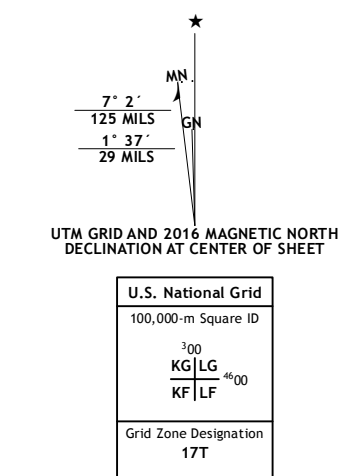 ★
MN
7° 2´
125 MILS
GN
1° 37´
29 MILS
UTM GRID AND 2016 MAGNETIC NORTH
DECLINATION AT CENTER OF SHEET
U.S. National Grid
100,000-m Square ID
³00
KG LG
⁴⁶00
KF LF
Grid Zone Designation
17T